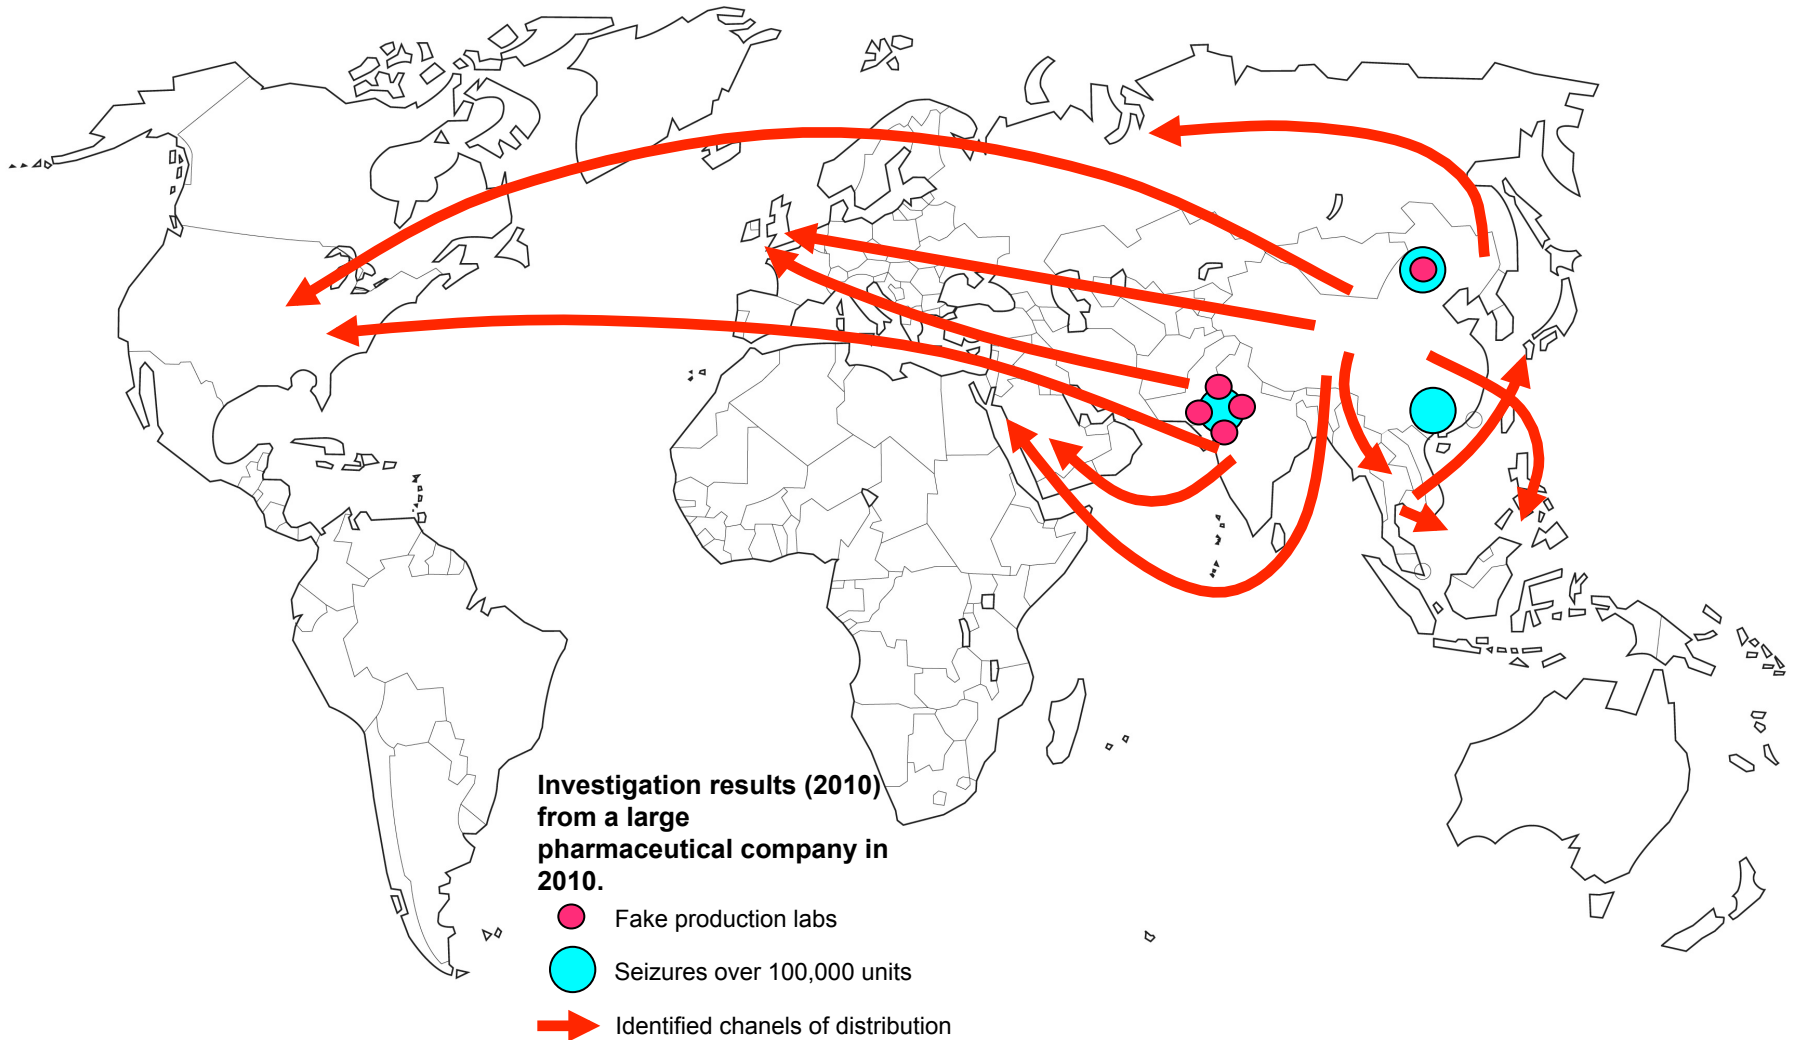 Investigation results (2010)
from a large
pharmaceutical company in
2010.
Fake production labs
Seizures over 100,000 units
Identified chanels of distribution